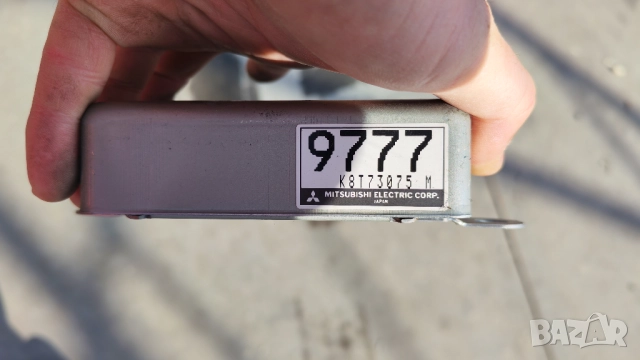 9777
K8T73075 M
MITSUBISHI ELECTRIC CORP.
JAPAN
BAZAR